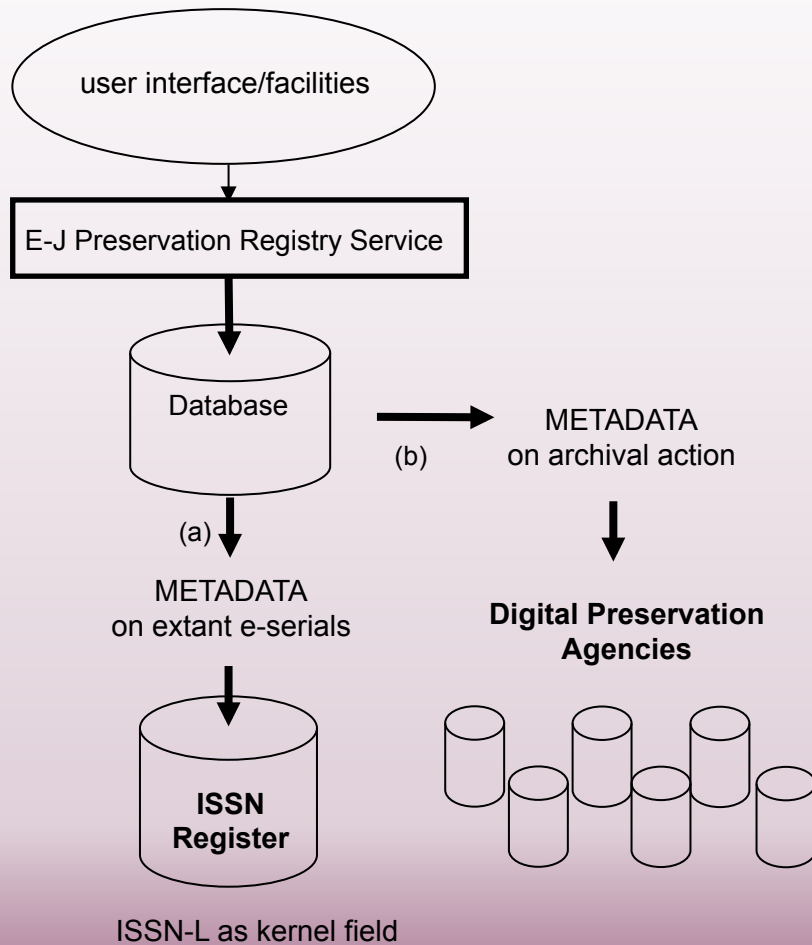 user interface/facilities
E-J Preservation Registry Service
Database
METADATA
on archival action
(b)
(a)
METADATA
on extant e-serials
Digital Preservation
Agencies
ISSN
Register
ISSN-L as kernel field